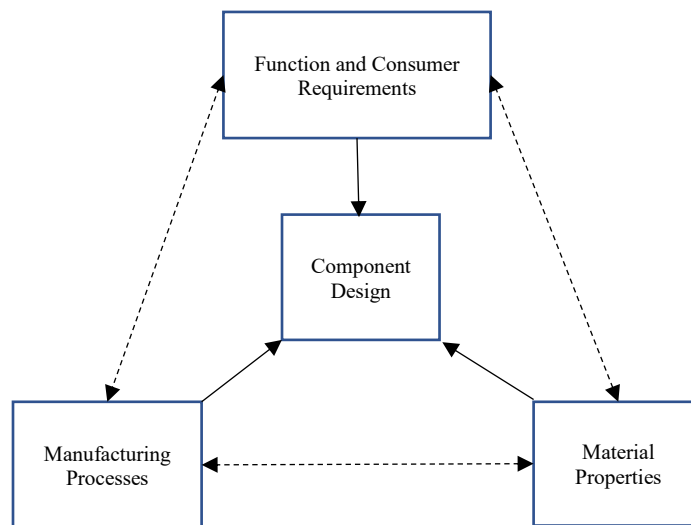 Function and Consumer
Requirements
Component
Design
Manufacturing
Processes
Material
Properties